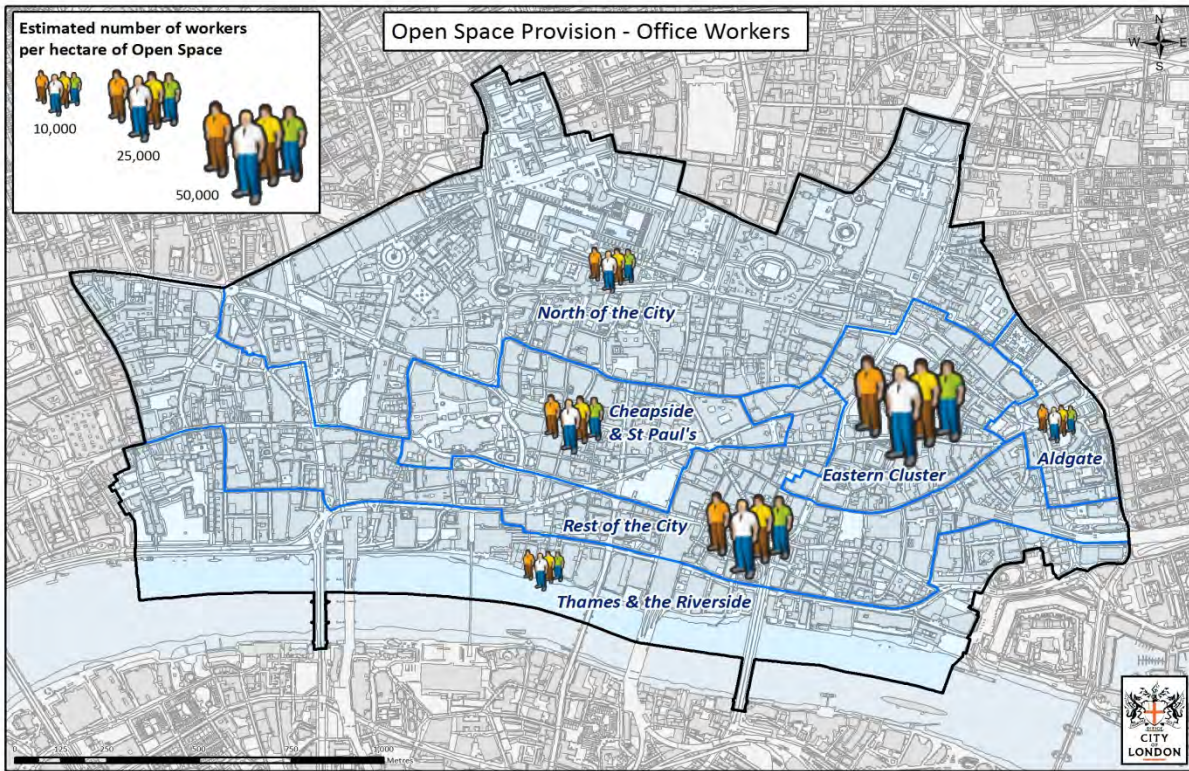 Estimated number of workers
per hectare of Open Space
10,000
25,000
50,000
Open Space Provision - Office Workers
N
W E
S
North of the City
Cheapside
& St Paul's
Eastern Cluster
Aldgate
Rest of the City
Thames & the Riverside
0 125 250 500 750 1,000
Metres
CITY
OF
LONDON